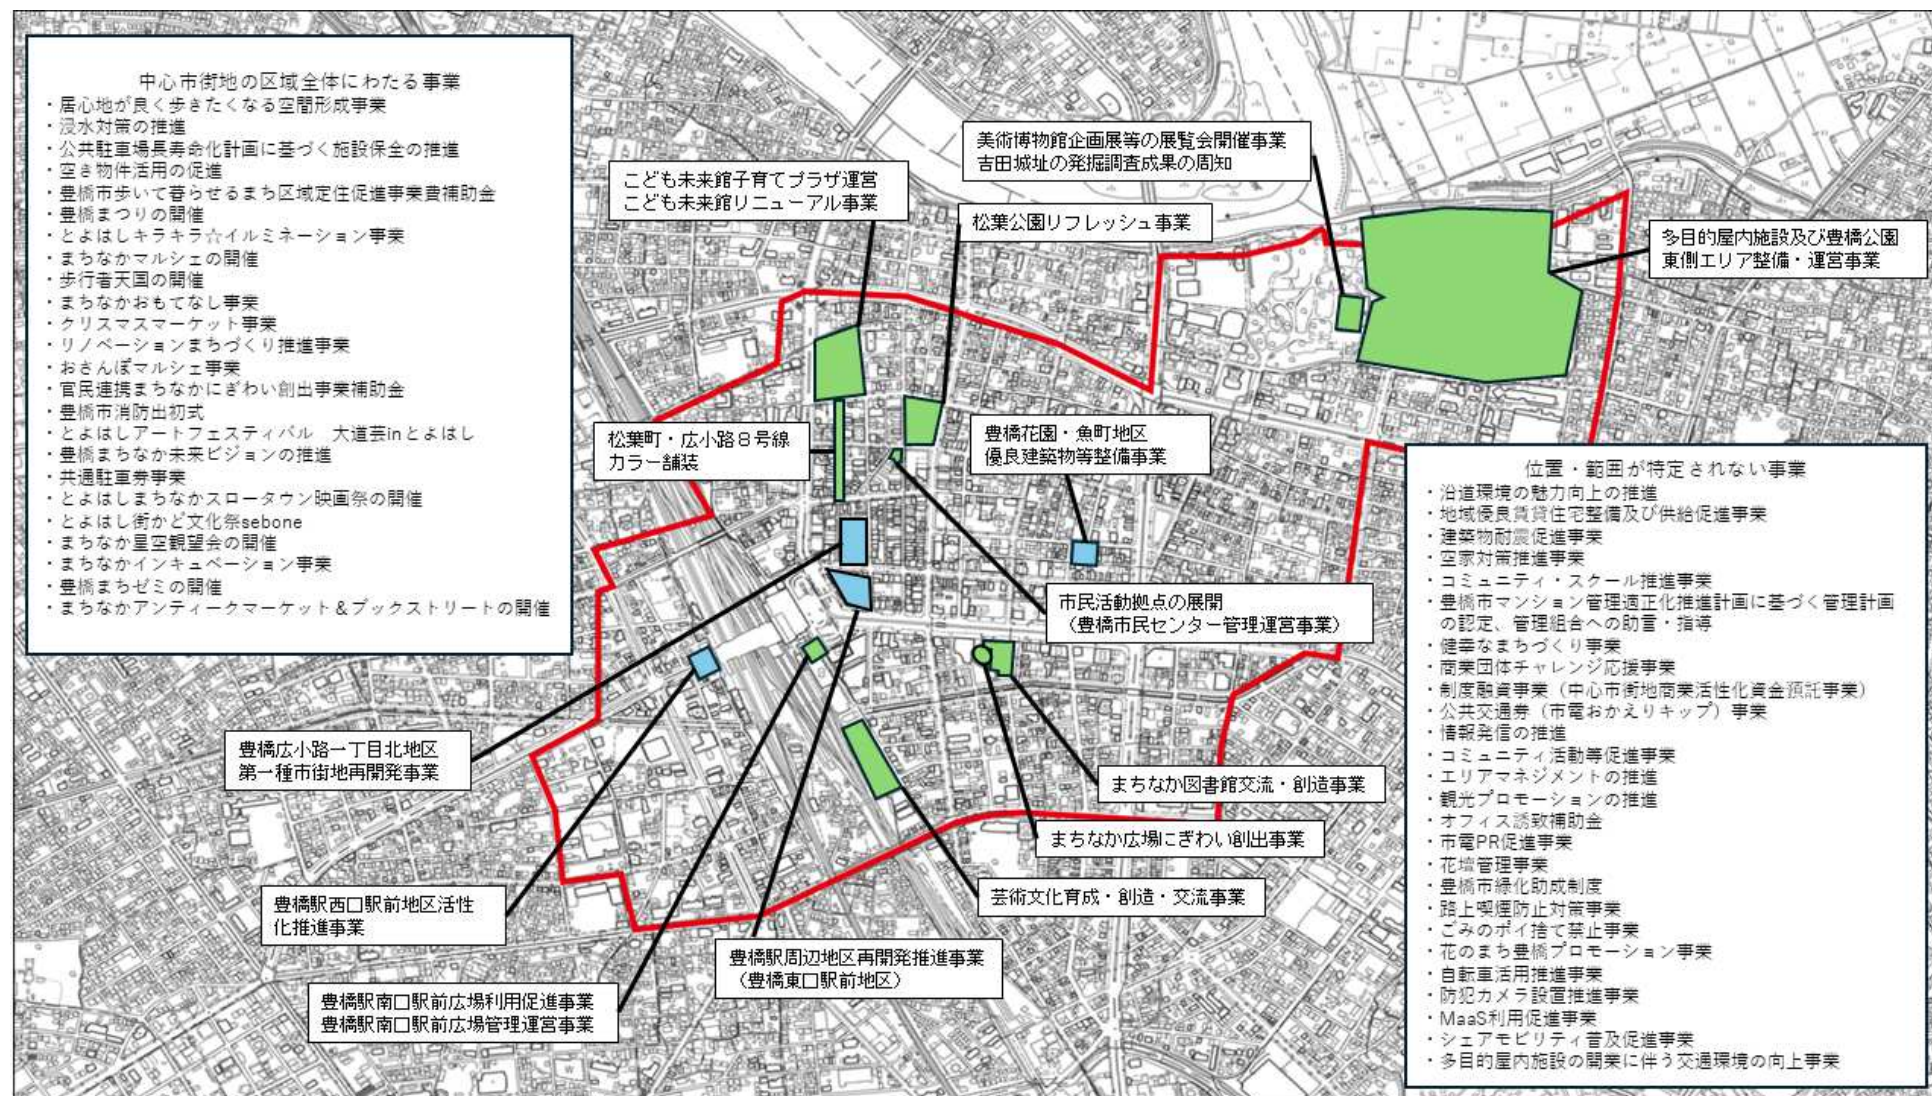 中心市街地の区域全体にわたる事業
・居心地が良く歩きたくなる空間形成事業
・浸水対策の推進
・公共駐車場長寿命化計画に基づく施設保全の推進
・空き物件活用の促進
・豊橋市歩いて暮らせるまち区域定住促進事業費補助金
・豊橋まつりの開催
・とよはしキラキラ☆イルミネーション事業
・まちなかマルシェの開催
・歩行者天国の開催
・まちなかおもてなし事業
・クリスマスマーケット事業
・リノベーションまちづくり推進事業
・おさんぽマルシェ事業
・官民連携まちなかにぎわい創出事業補助金
・豊橋市消防出初式
・とよはしアートフェスティバル　大道芸inとよはし
・豊橋まちなか未来ビジョンの推進
・共通駐車券事業
・とよはしまちなかスロータウン映画祭の開催
・とよはし街かど文化祭sebone
・まちなか星空観望会の開催
・まちなかインキュベーション事業
・豊橋まちゼミの開催
・まちなかアンティークマーケット＆ブックストリートの開催
こども未来館子育てプラザ運営
こども未来館リニューアル事業
美術博物館企画展等の展覧会開催事業
吉田城址の発掘調査成果の周知
松葉公園リフレッシュ事業
多目的屋内施設及び豊橋公園
東側エリア整備・運営事業
松葉町・広小路８号線
カラー舗装
豊橋花園・魚町地区
優良建築物等整備事業
市民活動拠点の展開
（豊橋市民センター管理運営事業）
豊橋広小路一丁目北地区
第一種市街地再開発事業
まちなか図書館交流・創造事業
まちなか広場にぎわい創出事業
芸術文化育成・創造・交流事業
豊橋駅西口駅前地区活性
化推進事業
豊橋駅周辺地区再開発推進事業
（豊橋東口駅前地区）
豊橋駅南口駅前広場利用促進事業
豊橋駅南口駅前広場管理運営事業
位置・範囲が特定されない事業
・沿道環境の魅力向上の推進
・地域優良賃貸住宅整備及び供給促進事業
・建築物耐震促進事業
・空家対策推進事業
・コミュニティ・スクール推進事業
・豊橋市マンション管理適正化推進計画に基づく管理計画
の認定、管理組合への助言・指導
・健幸なまちづくり事業
・商業団体チャレンジ応援事業
・制度融資事業（中心市街地商業活性化資金預託事業）
・公共交通券（市電おかえりキップ）事業
・情報発信の推進
・コミュニティ活動等促進事業
・エリアマネジメントの推進
・観光プロモーションの推進
・オフィス誘致補助金
・市電PR促進事業
・花壇管理事業
・豊橋市緑化助成制度
・路上喫煙防止対策事業
・ごみのポイ捨て禁止事業
・花のまち豊橋プロモーション事業
・自転車活用推進事業
・防犯カメラ設置推進事業
・MaaS利用促進事業
・シェアモビリティ普及促進事業
・多目的屋内施設の開業に伴う交通環境の向上事業